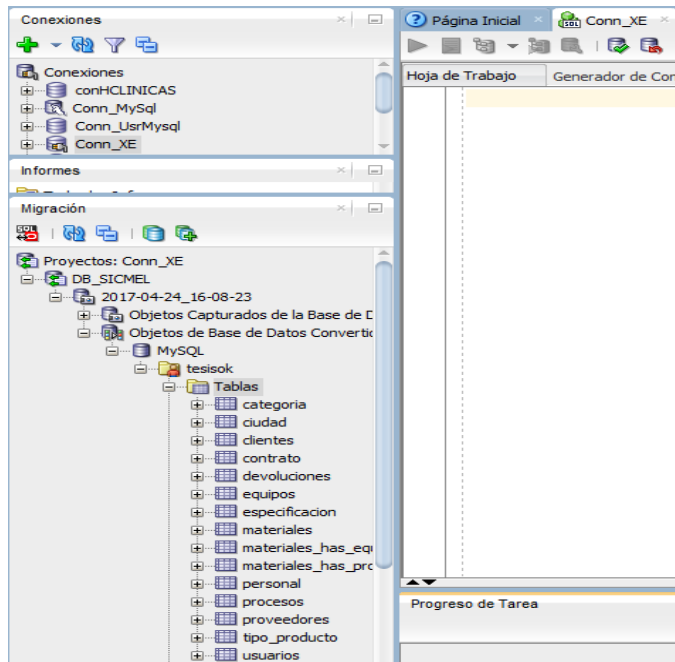 Conexiones
Conexiones
conHCLINICAS
Conn_MySql
Conn_UsrMysql
Conn_XE
Informes
Migración
Proyectos: Conn_XE
DB_SICMEL
2017-04-24_16-08-23
Objetos Capturados de la Base de D
Objetos de Base de Datos Convertic
MySQL
tesisok
Tablas
categoria
ciudad
clientes
contrato
devoluciones
equipos
especificacion
materiales
materiales_has_equ
materiales_has_pro
personal
procesos
proveedores
tipo_producto
usuarios
Página Inicial
Conn_XE
Hoja de Trabajo
Generador de Con
Progreso de Tarea